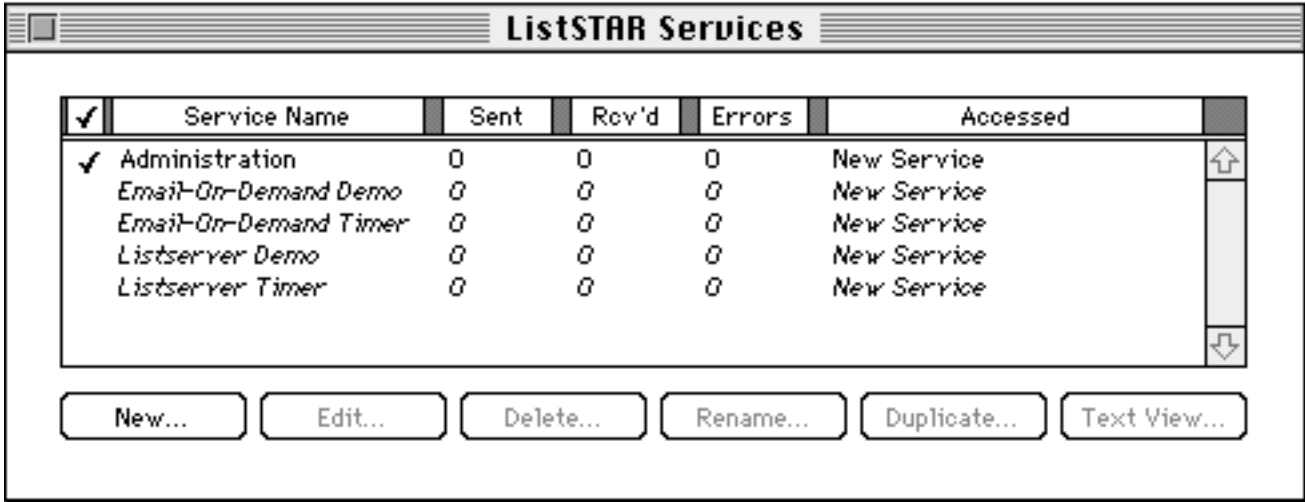 ListSTAR Services
✓ Service Name Sent Rcv'd Errors Accessed
✓ Administration 0 0 0 New Service
Email-On-Demand Demo 0 0 0 New Service
Email-On-Demand Timer 0 0 0 New Service
Listserver Demo 0 0 0 New Service
Listserver Timer 0 0 0 New Service
New... Edit... Delete... Rename... Duplicate... Text View...